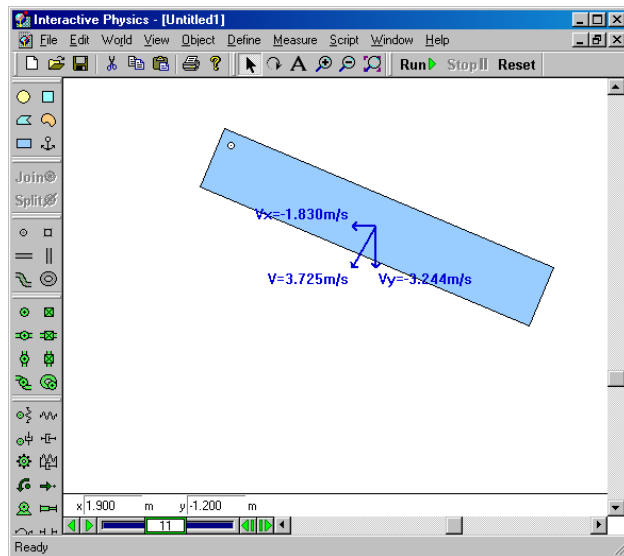 Interactive Physics - [Untitled1]
File Edit World View Object Define Measure Script Window Help
A Run Stop Reset
Join
Split
Vx=-1.830m/s
V=3.725m/s Vy=-3.244m/s
x 1.900 m y -1.200 m
11
Ready